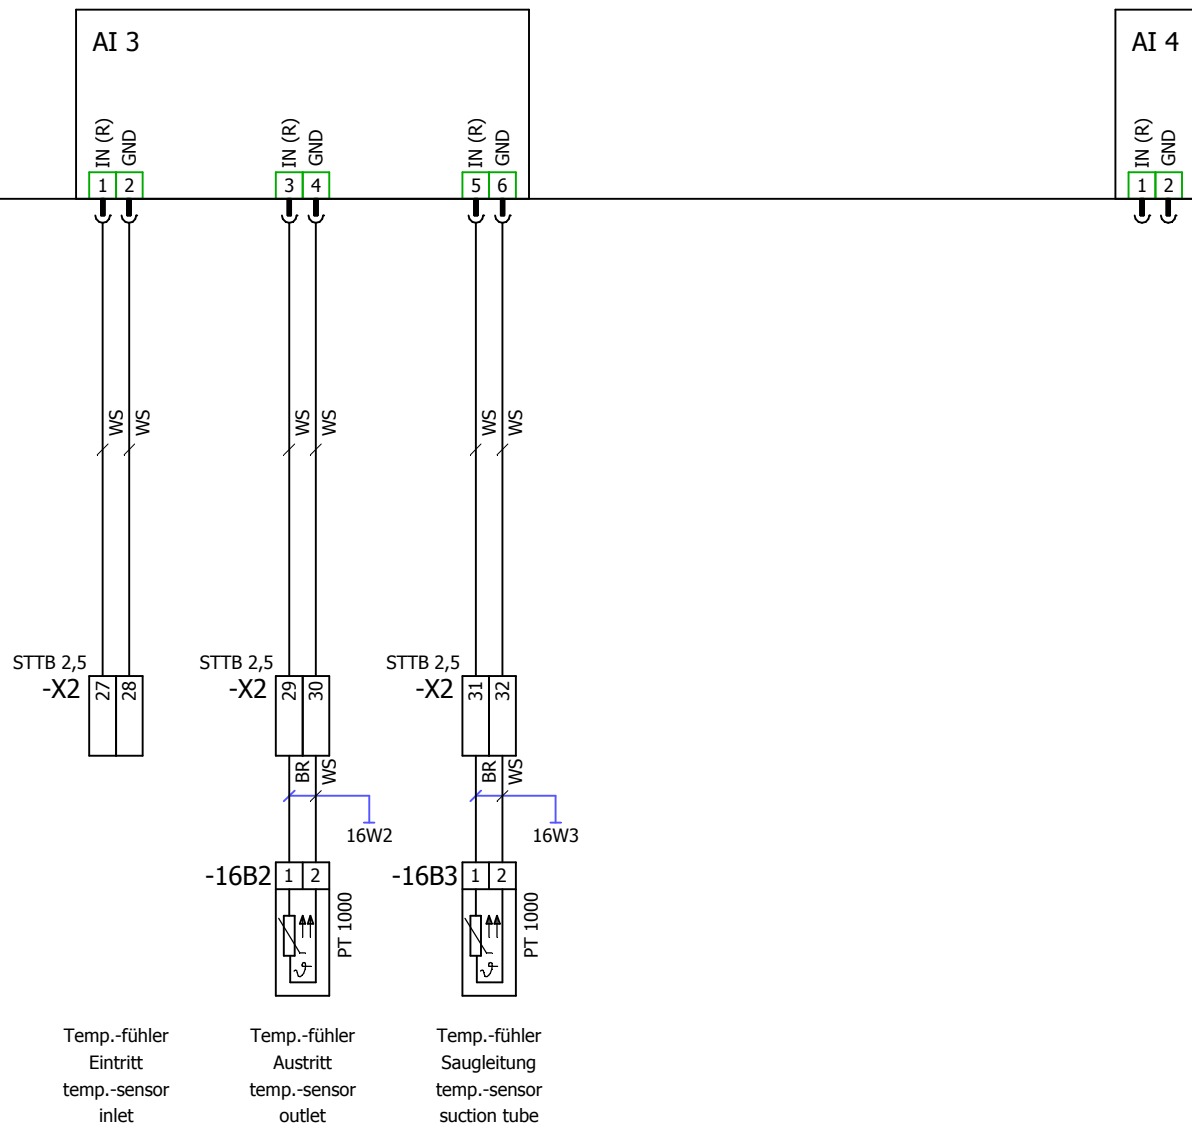 AI 3
AI 4
IN (R) GND IN (R) GND IN (R) GND IN (R) GND
1 2 3 4 5 6 1 2
WS WS WS WS WS WS
STTB 2,5 STTB 2,5 STTB 2,5
-X2 27 28 -X2 29 30 -X2 31 32
BR WS BR WS
16W2 16W3
-16B2 1 2 -16B3 1 2
PT 1000 PT 1000
ϑ ϑ
Temp.-fühler
Eintritt
temp.-sensor
inlet
Temp.-fühler
Austritt
temp.-sensor
outlet
Temp.-fühler
Saugleitung
temp.-sensor
suction tube